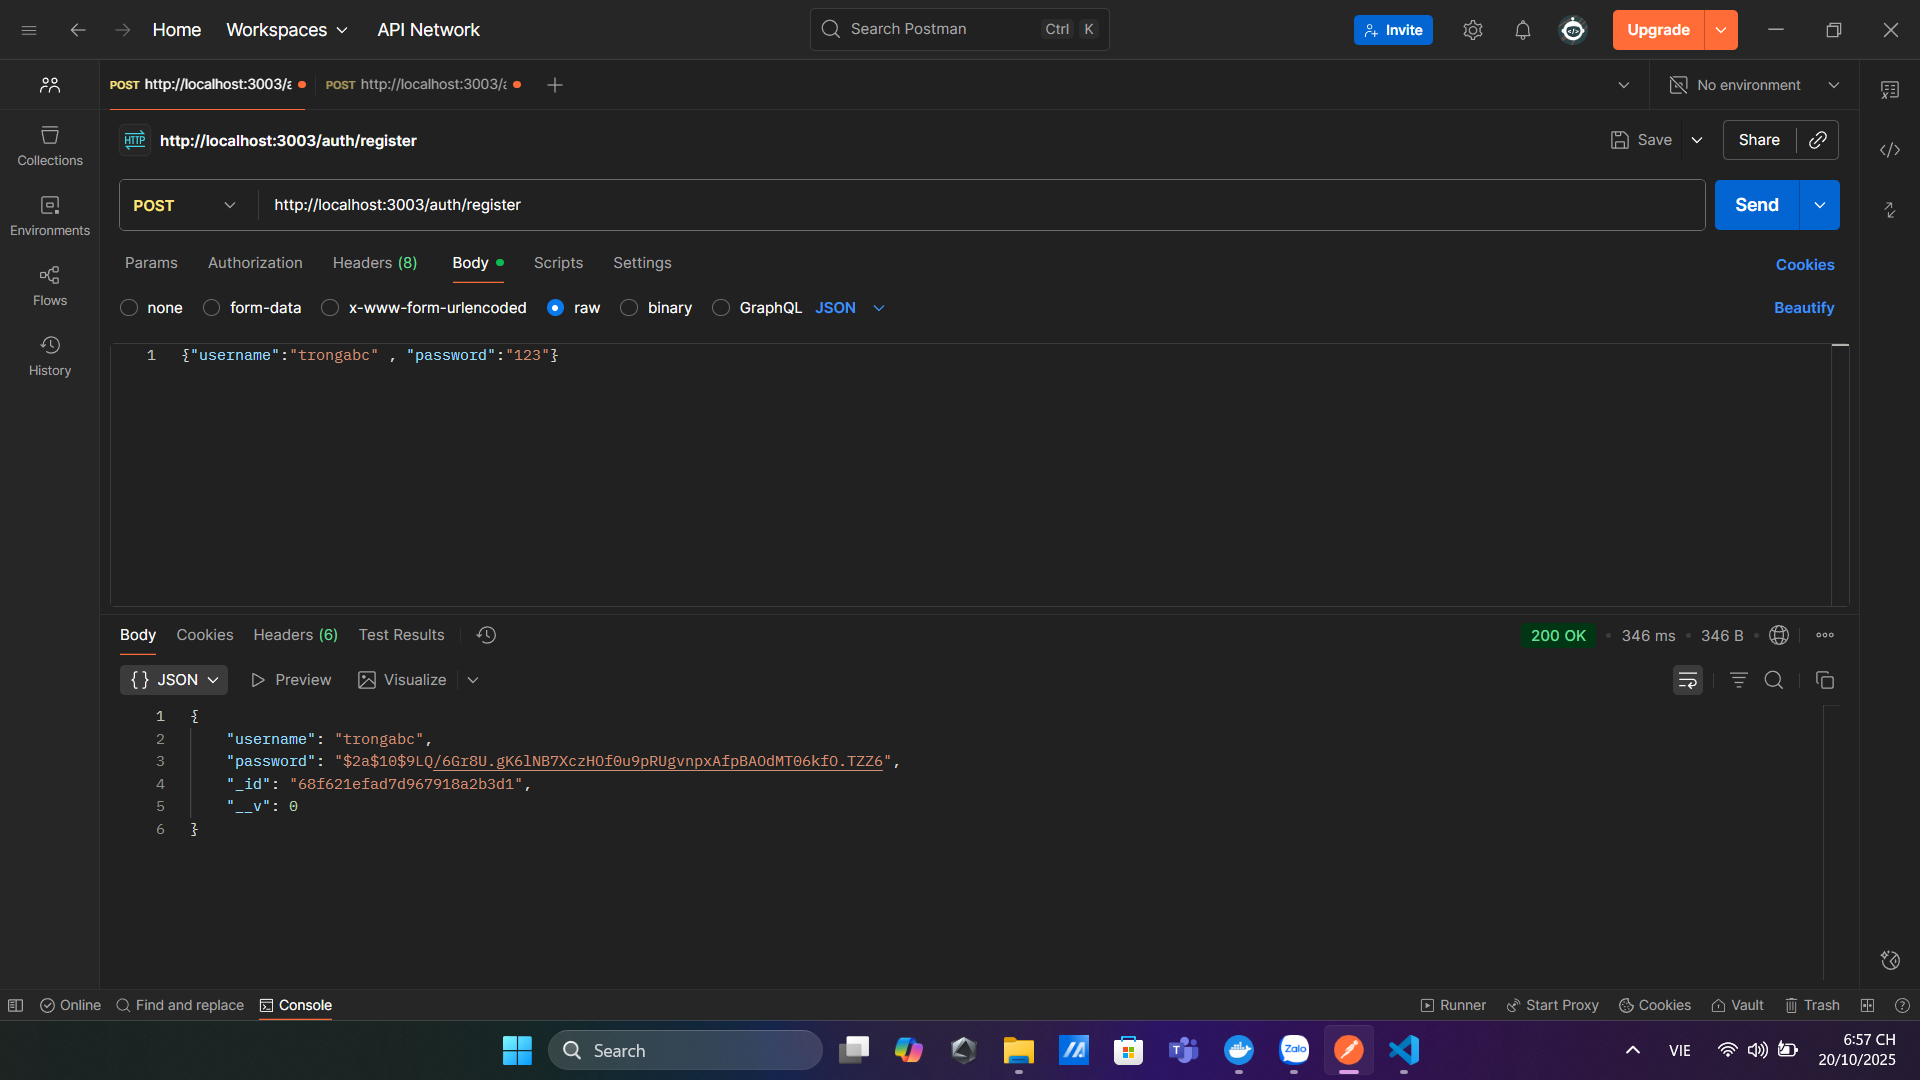 Home Workspaces API Network Search Postman Ctrl K Invite Upgrade
POST http://localhost:3003/a POST http://localhost:3003/a No environment
HTTP http://localhost:3003/auth/register Save Share
POST http://localhost:3003/auth/register Send
Params Authorization Headers (8) Body Scripts Settings Cookies
none form-data x-www-form-urlencoded raw binary GraphQL JSON Beautify
1 {"username":"trongabc" , "password":"123"}
Collections
Environments
Flows
History
Body Cookies Headers (6) Test Results 200 OK • 346 ms • 346 B
{} JSON Preview Visualize
1 {
2 "username": "trongabc",
3 "password": "$2a$10$9LQ/6Gr8U.gK6lNB7XczHOf0u9pRUgvnpxAfpBAOdMT06kfO.TZZ6",
4 "_id": "68f621efad7d967918a2b3d1",
5 "__v": 0
6 }
Online Find and replace Console Runner Start Proxy Cookies Vault Trash
Search Zalo VIE 6:57 CH
20/10/2025